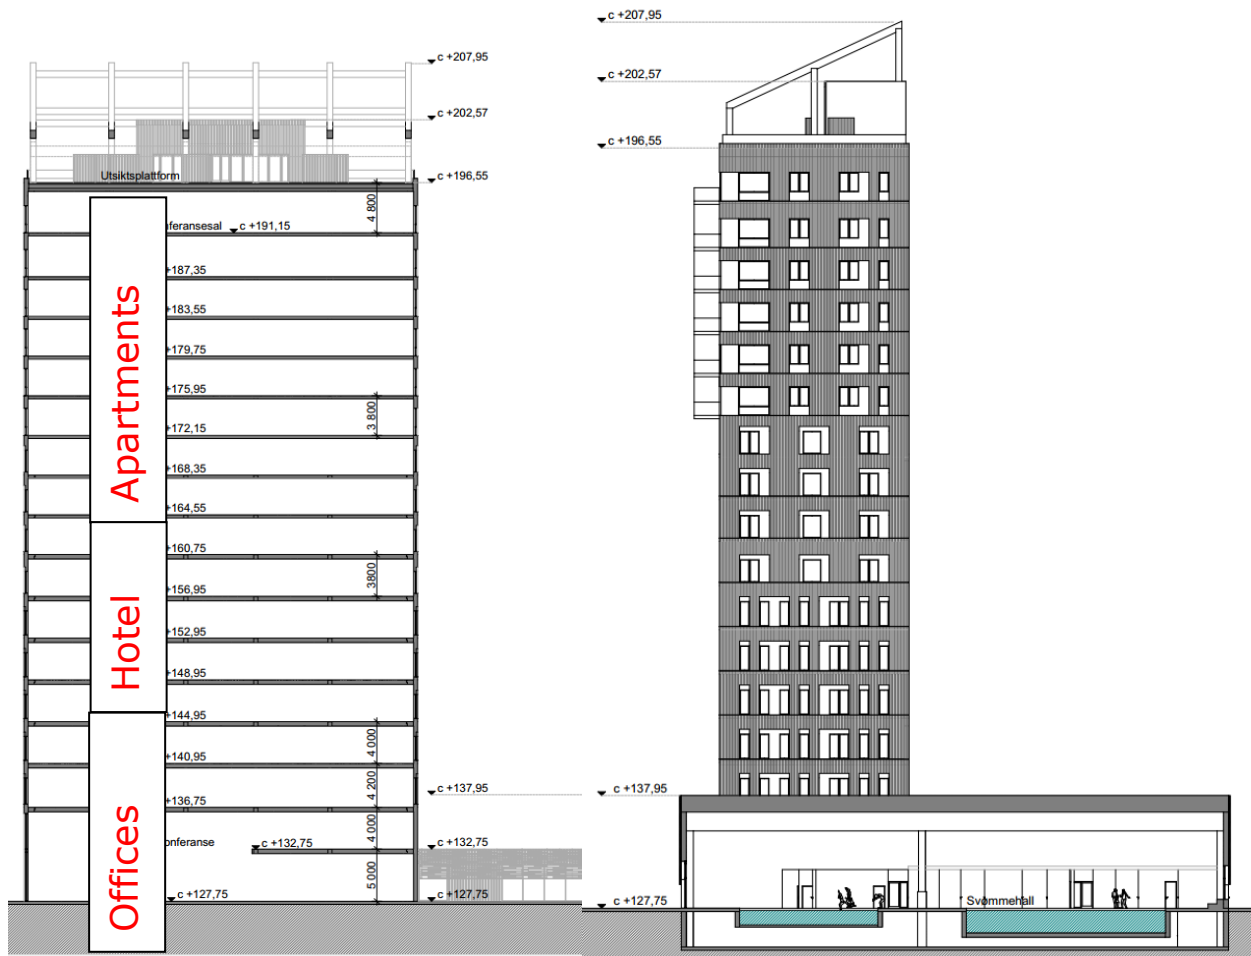 c +207,95
c +202,57
Utsiktsplattform
c +196,55
4 800
feransesal
c +191,15
+187,35
+183,55
+179,75
+175,95
3 800
+172,15
+168,35
+164,55
+160,75
3800
+156,95
+152,95
+148,95
+144,95
4 000
+140,95
4 200
+136,75
c +137,95
4 000
onferanse
c +132,75
c +132,75
5 000
c +127,75
c +127,75
Apartments
Hotel
Offices
c +207,95
c +202,57
c +196,55
c +137,95
c +127,75
Svømmehall